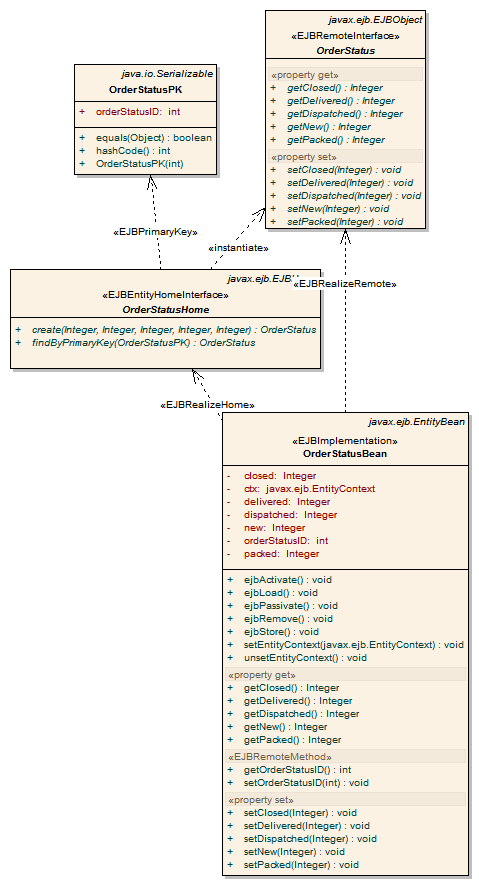 javax.ejb.EJBObject
«EJBRemoteInterface»
OrderStatus
«property get»
+ getClosed() : Integer
+ getDelivered() : Integer
+ getDispatched() : Integer
+ getNew() : Integer
+ getPacked() : Integer
«property set»
+ setClosed(Integer) : void
+ setDelivered(Integer) : void
+ setDispatched(Integer) : void
+ setNew(Integer) : void
+ setPacked(Integer) : void
java.io.Serializable
OrderStatusPK
+ orderStatusID: int
+ equals(Object) : boolean
+ hashCode() : int
+ OrderStatusPK(int)
«EJBPrimaryKey»
«instantiate»
javax.ejb.EJBH
«EJBRealizeRemote»
«EJBEntityHomeInterface»
OrderStatusHome
+ create(Integer, Integer, Integer, Integer, Integer) : OrderStatus
+ findByPrimaryKey(OrderStatusPK) : OrderStatus
«EJBRealizeHome»
javax.ejb.EntityBean
«EJBImplementation»
OrderStatusBean
- closed: Integer
- ctx: javax.ejb.EntityContext
- delivered: Integer
- dispatched: Integer
- new: Integer
- orderStatusID: int
- packed: Integer
+ ejbActivate() : void
+ ejbLoad() : void
+ ejbPassivate() : void
+ ejbRemove() : void
+ ejbStore() : void
+ setEntityContext(javax.ejb.EntityContext) : void
+ unsetEntityContext() : void
«property get»
+ getClosed() : Integer
+ getDelivered() : Integer
+ getDispatched() : Integer
+ getNew() : Integer
+ getPacked() : Integer
«EJBRemoteMethod»
+ getOrderStatusID() : int
+ setOrderStatusID(int) : void
«property set»
+ setClosed(Integer) : void
+ setDelivered(Integer) : void
+ setDispatched(Integer) : void
+ setNew(Integer) : void
+ setPacked(Integer) : void